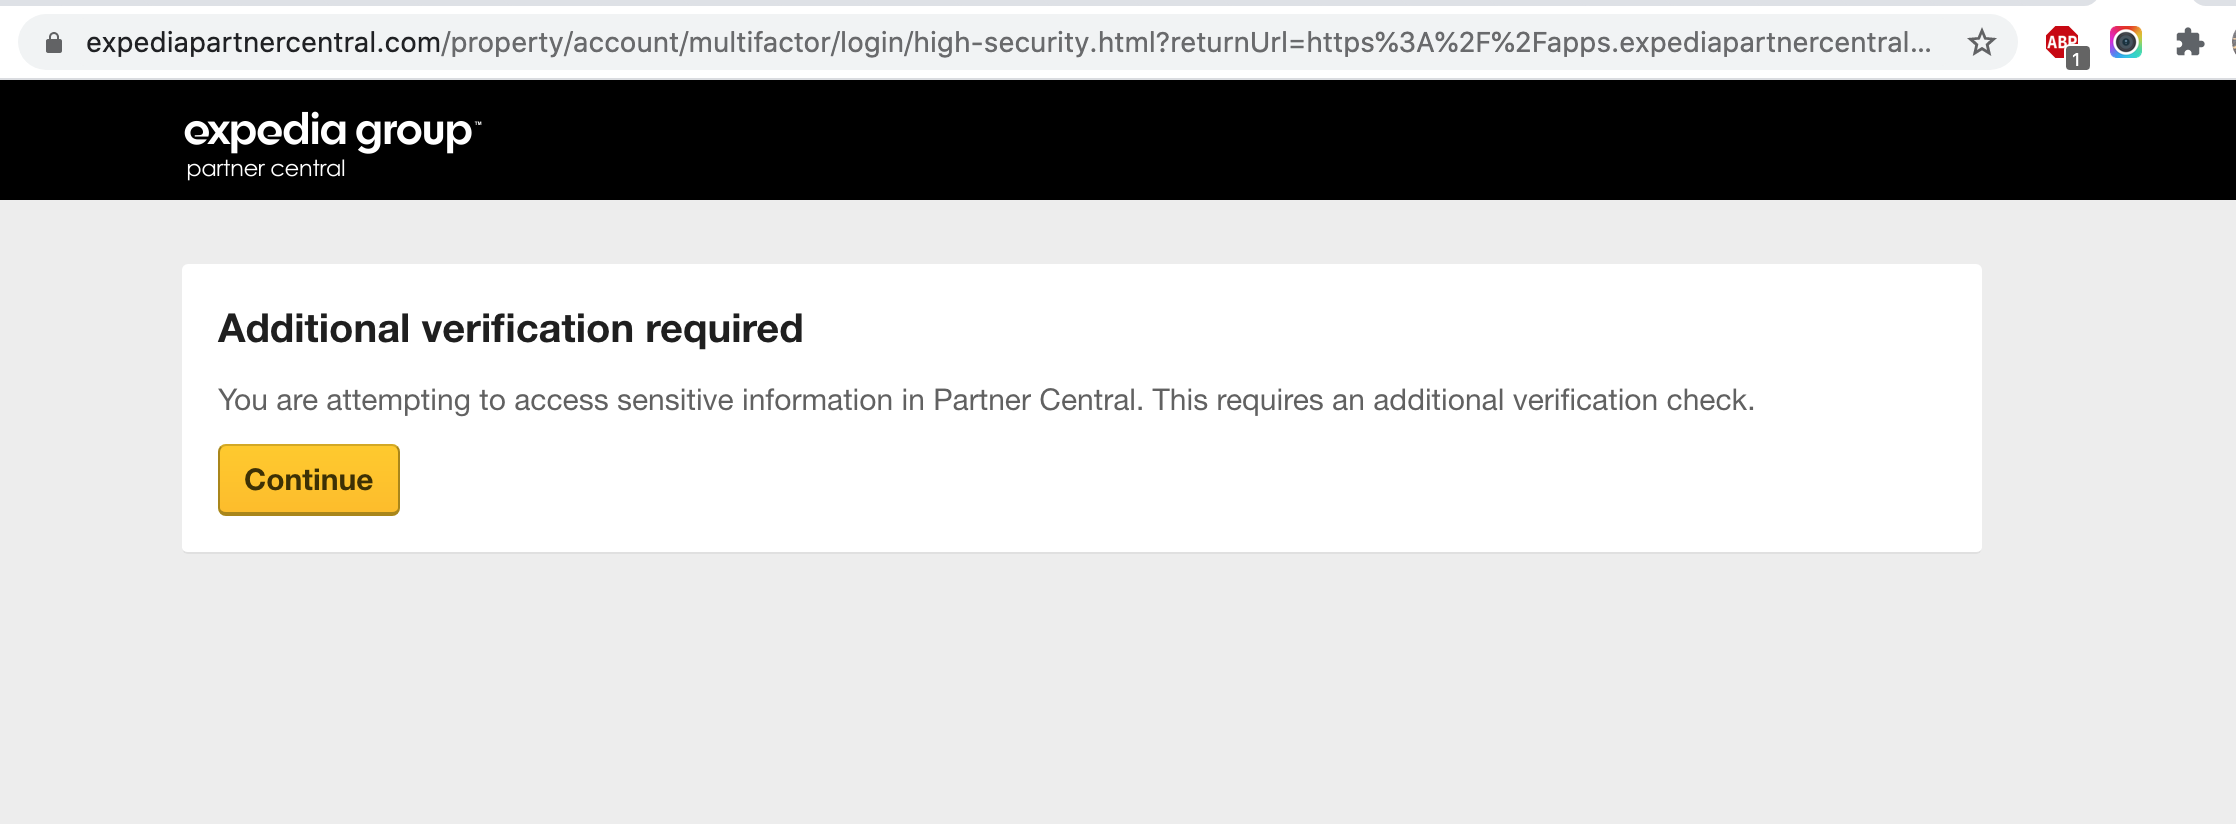 expediapartnercentral.com/property/account/multifactor/login/high-security.html?returnUrl=https%3A%2F%2Fapps.expediapartnercentral...
ABP
1
expedia group™
partner central
Additional verification required
You are attempting to access sensitive information in Partner Central. This requires an additional verification check.
Continue